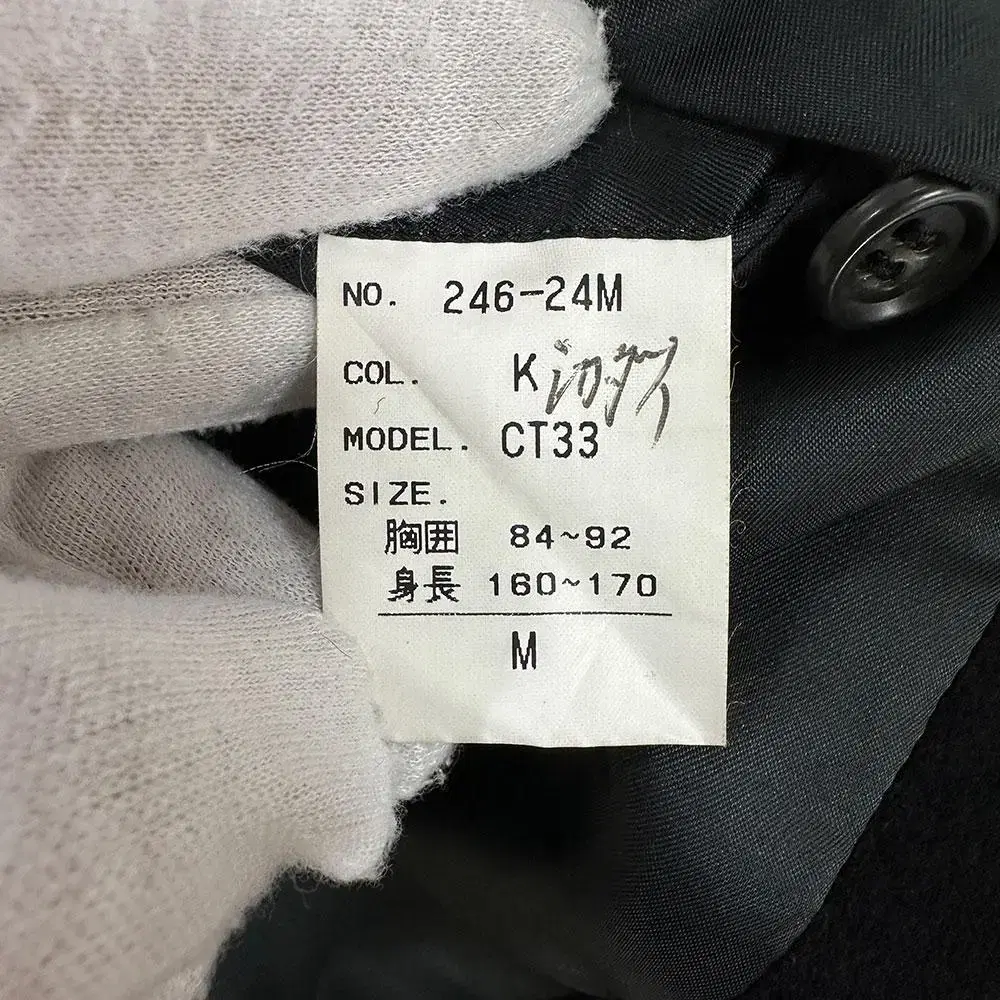 NO. 246-24M
COL. K
MODEL. CT33
SIZE.
胸囲 84~92
身長 160~170
M